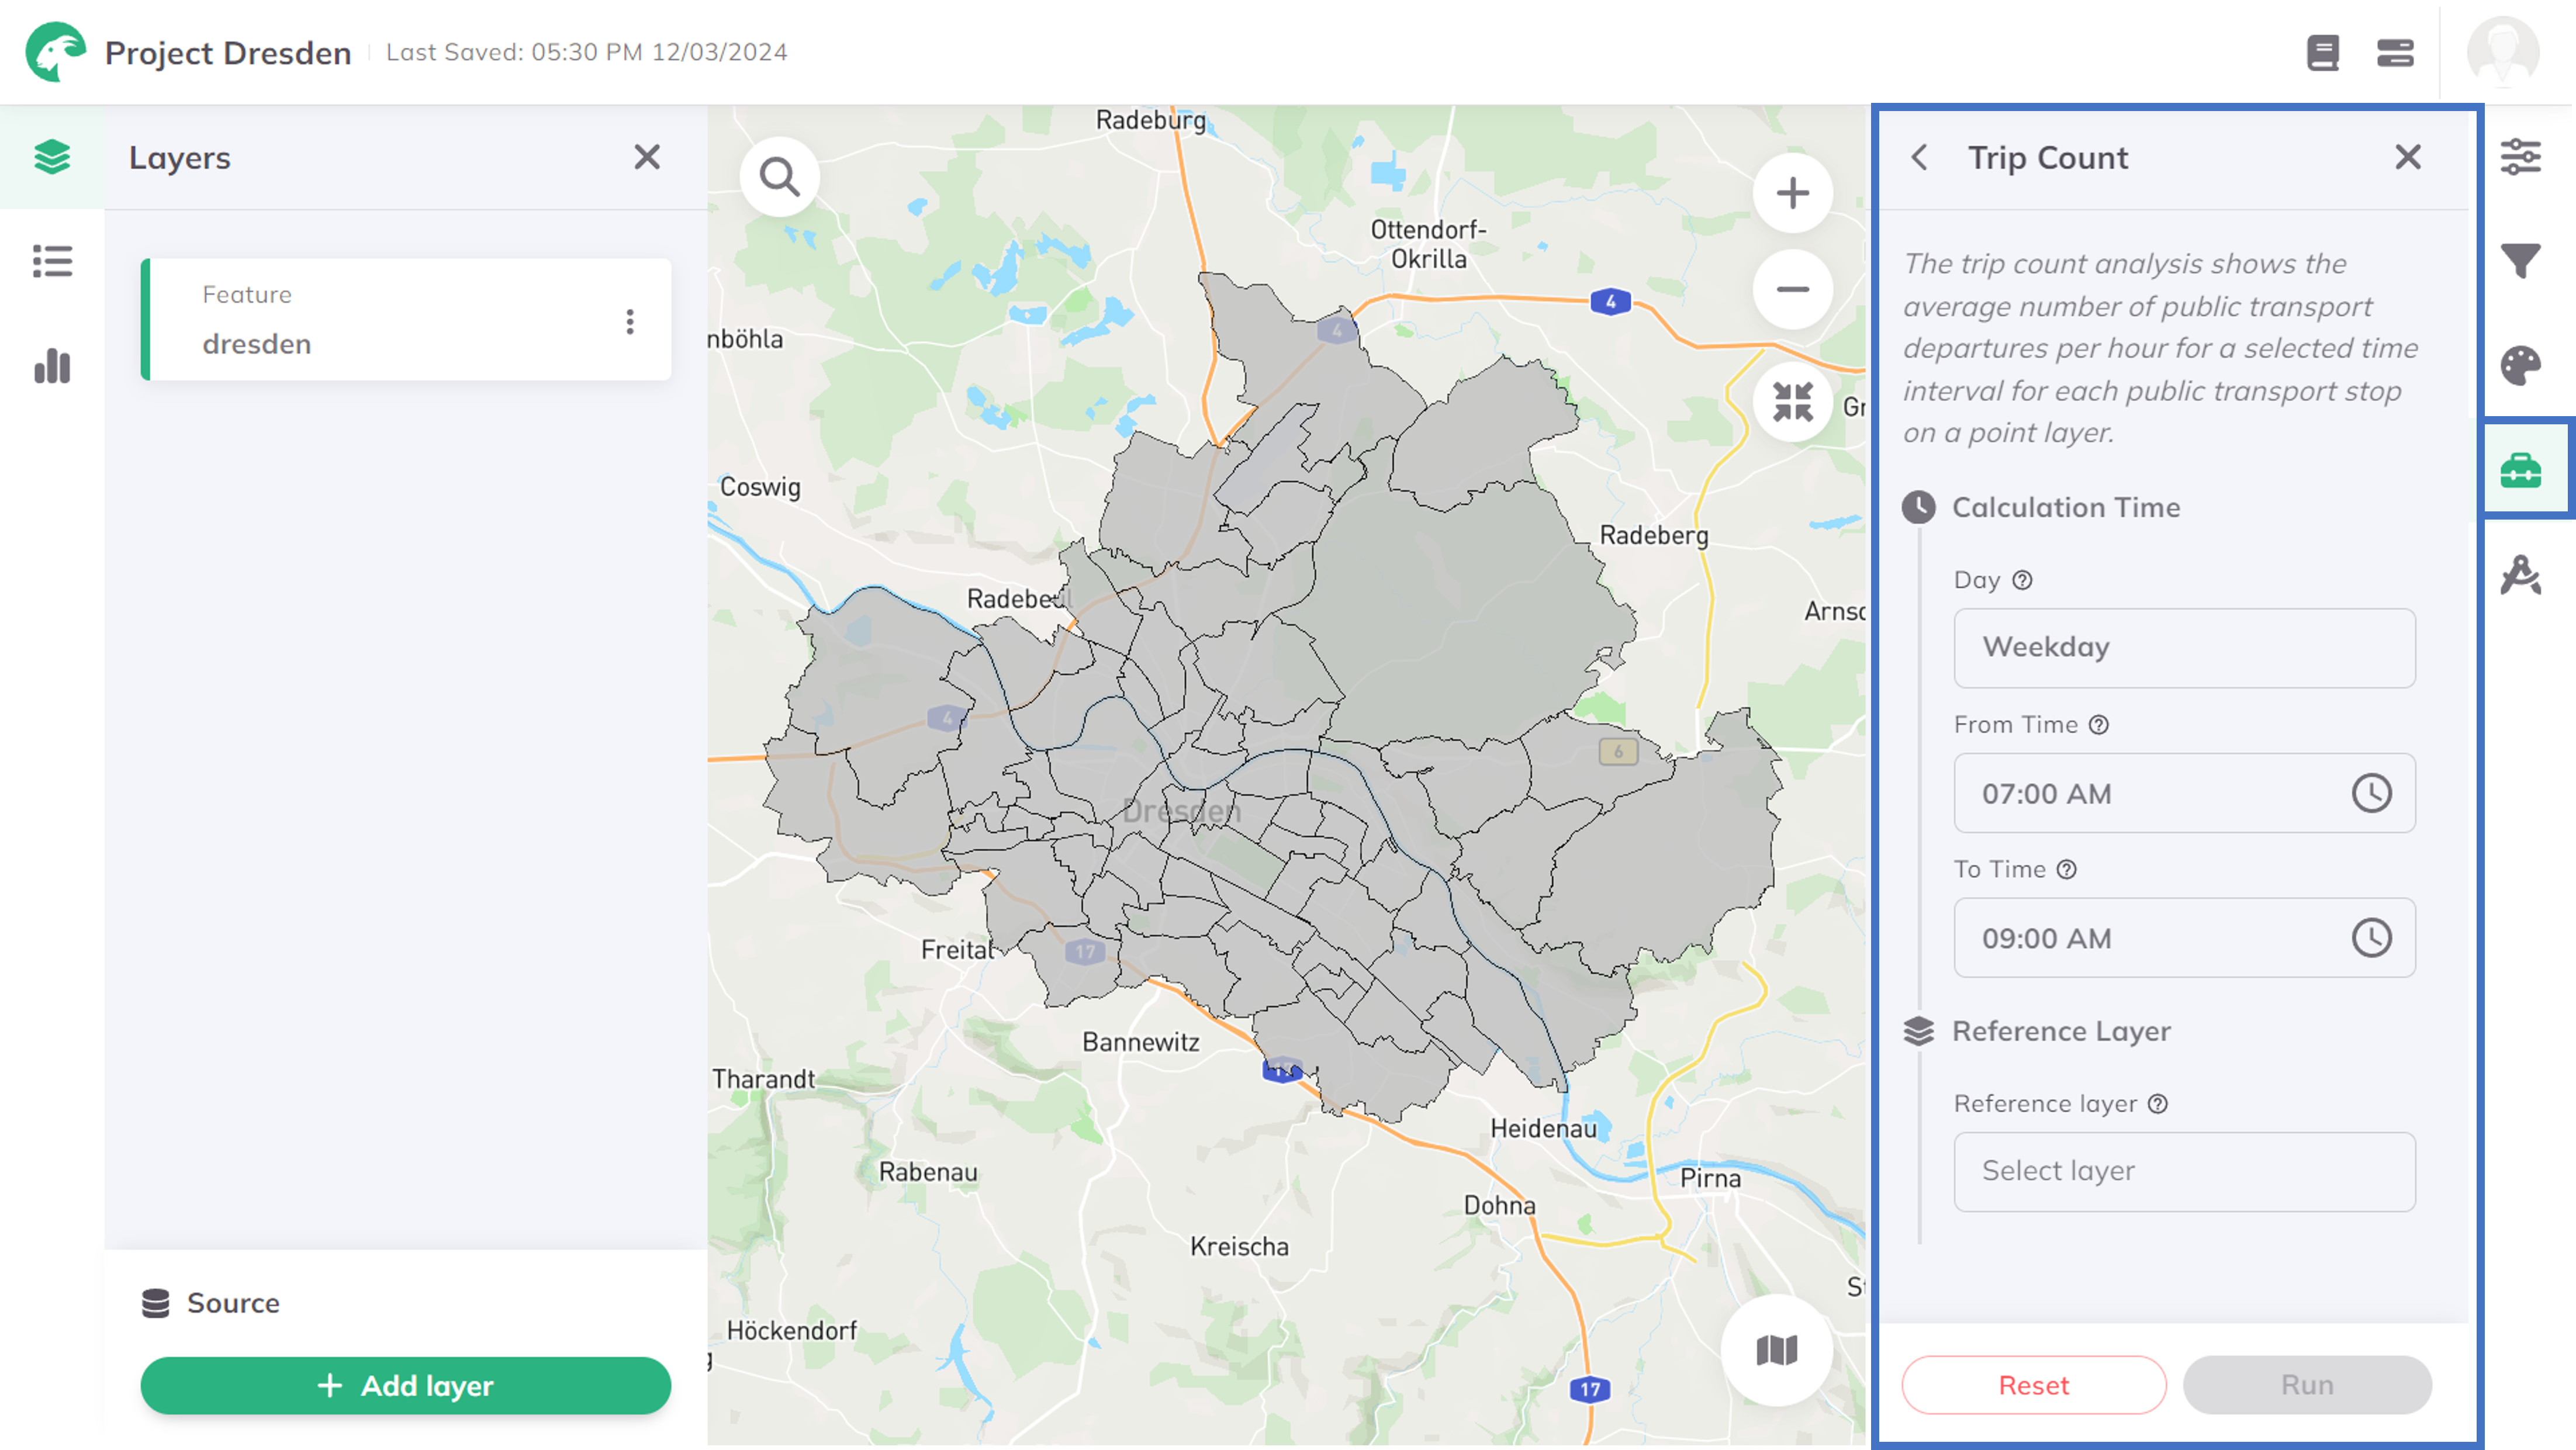 Project Dresden
Last Saved: 05:30 PM 12/03/2024
Layers
Feature
dresden
Source
+ Add layer
Radeburg
Ottendorf-
Okrilla
4
4
nböhla
Gr
Coswig
Radeberg
Radebeul
Arnsd
4
6
Dresden
Freital
17
Bannewitz
Tharandt
Heidenau
Rabenau
Pirna
Dohna
Kreischa
St
Höckendorf
17
Trip Count
The trip count analysis shows the
average number of public transport
departures per hour for a selected time
interval for each public transport stop
on a point layer.
Calculation Time
Day
Weekday
From Time
07:00 AM
To Time
09:00 AM
Reference Layer
Reference layer
Select layer
Reset
Run